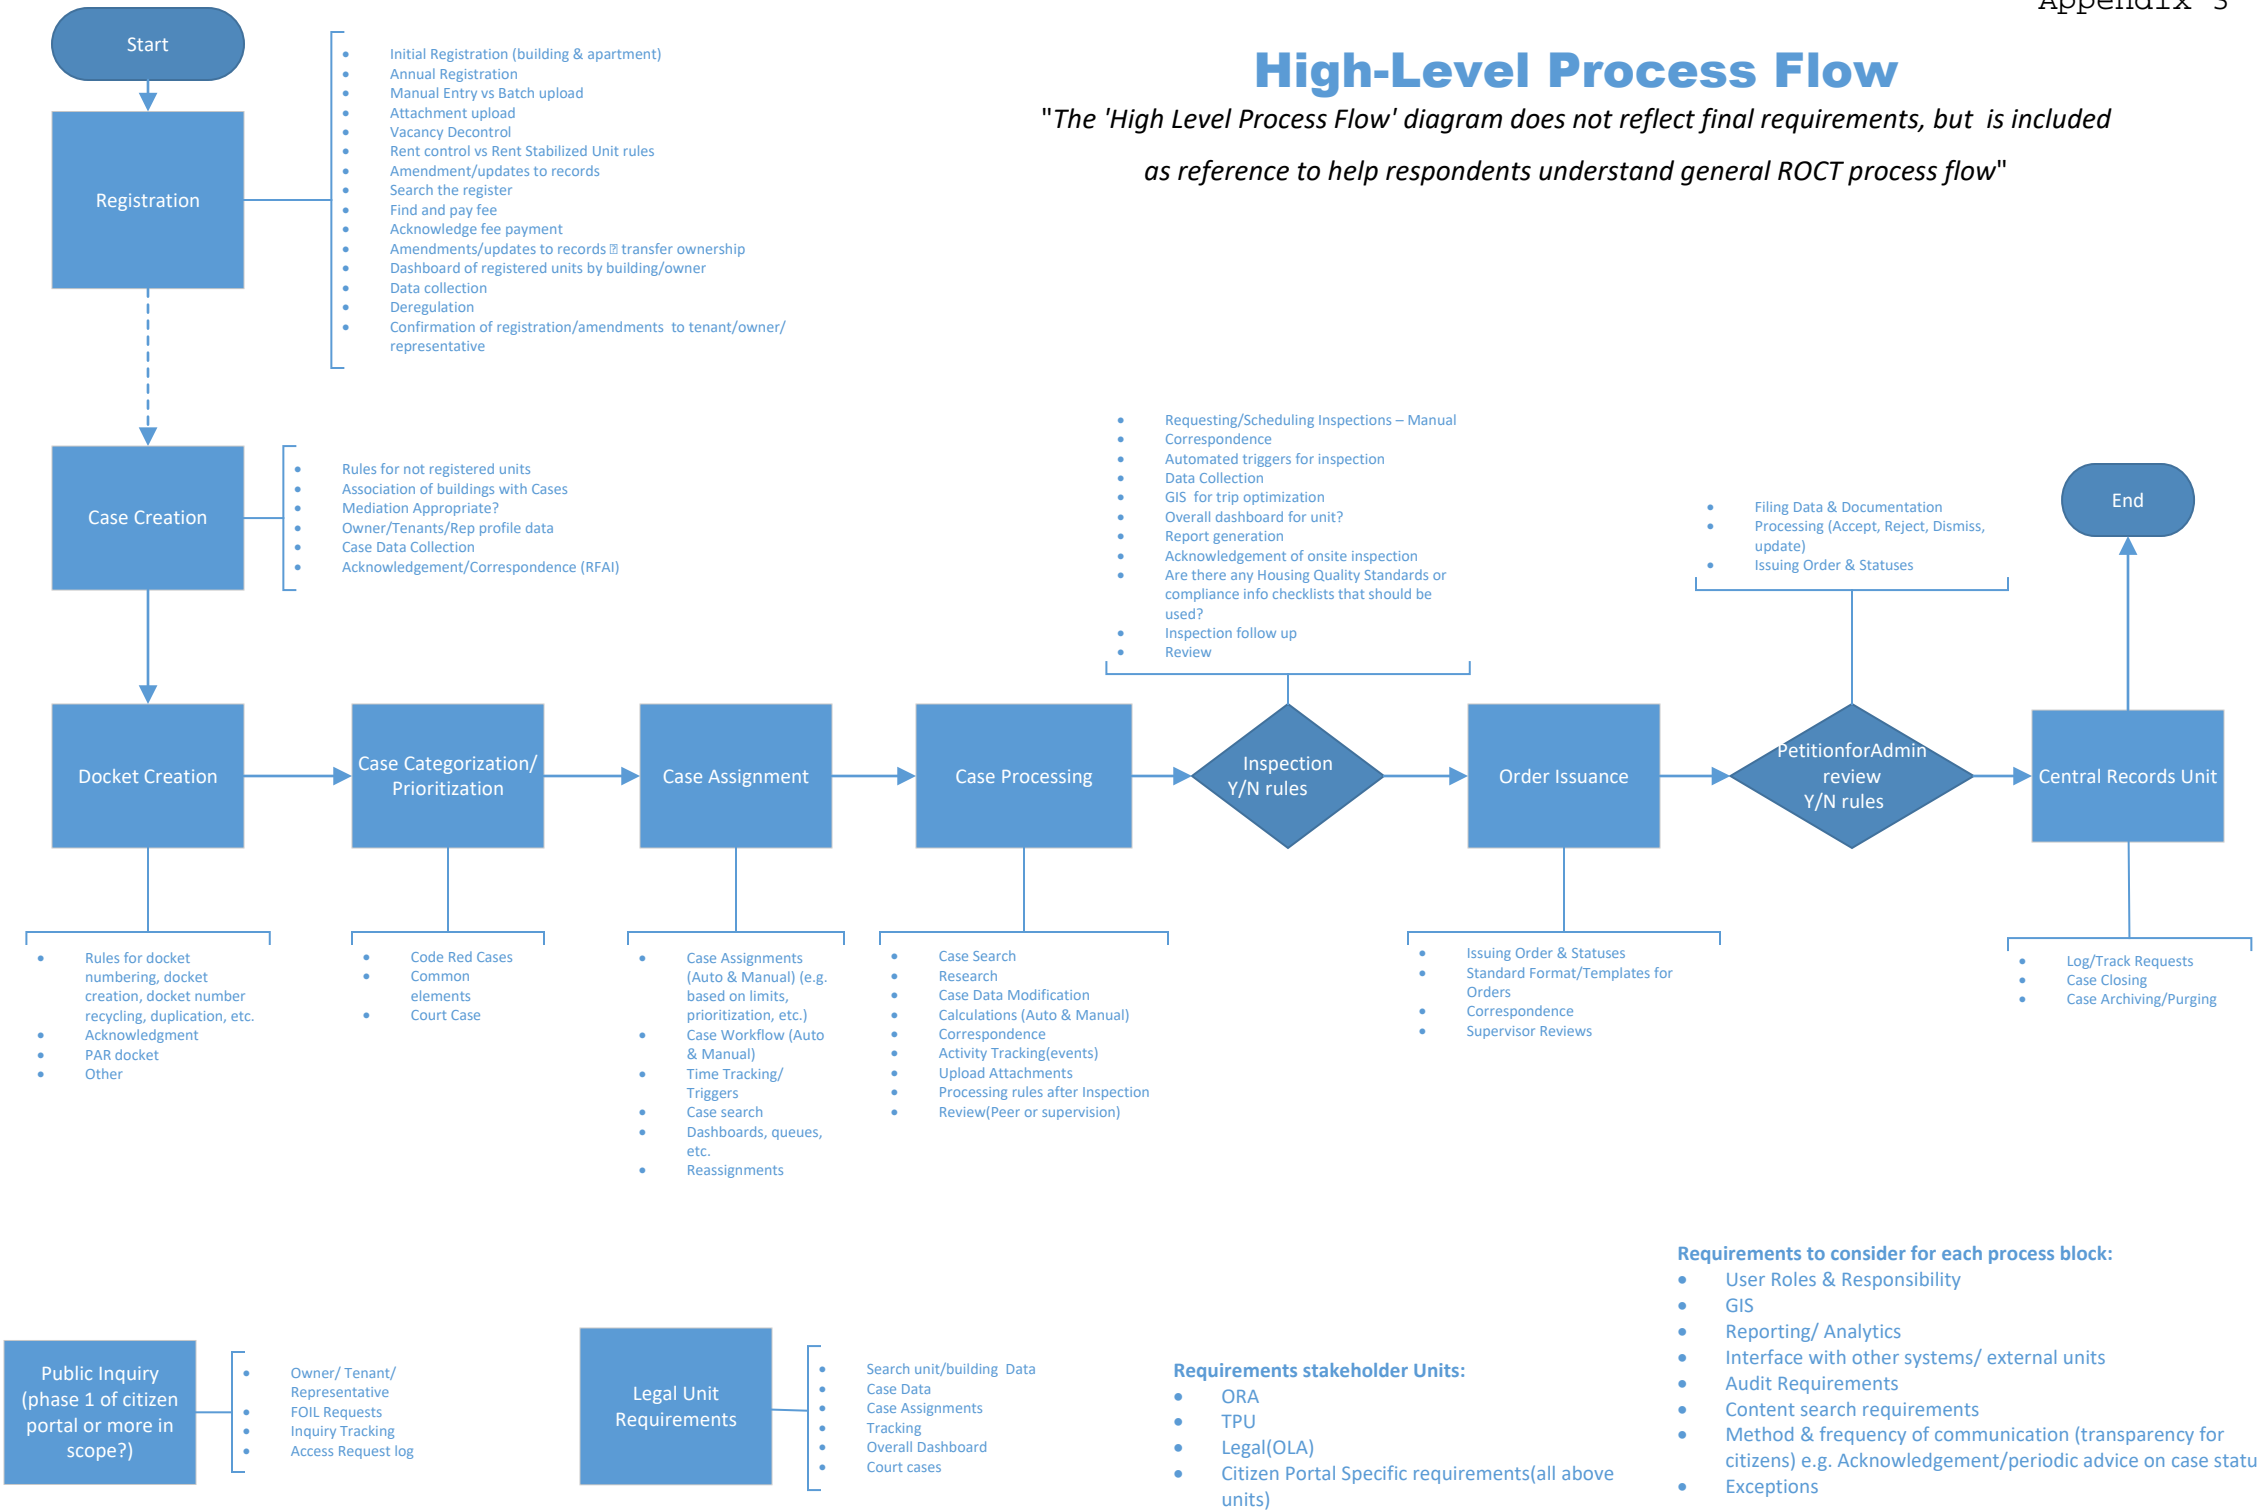 Appendix 3
High-Level Process Flow
"The 'High Level Process Flow' diagram does not reflect final requirements, but is included
as reference to help respondents understand general ROCT process flow"
Start
Registration
• Initial Registration (building & apartment)
• Annual Registration
• Manual Entry vs Batch upload
• Attachment upload
• Vacancy Decontrol
• Rent control vs Rent Stabilized Unit rules
• Amendment/updates to records
• Search the register
• Find and pay fee
• Acknowledge fee payment
• Amendments/updates to records transfer ownership
• Dashboard of registered units by building/owner
• Data collection
• Deregulation
• Confirmation of registration/amendments to tenant/owner/
representative
Case Creation
• Rules for not registered units
• Association of buildings with Cases
• Mediation Appropriate?
• Owner/Tenants/Rep profile data
• Case Data Collection
• Acknowledgement/Correspondence (RFAI)
• Requesting/Scheduling Inspections – Manual
• Correspondence
• Automated triggers for inspection
• Data Collection
• GIS for trip optimization
• Overall dashboard for unit?
• Report generation
• Acknowledgement of onsite inspection
• Are there any Housing Quality Standards or
compliance info checklists that should be
used?
• Inspection follow up
• Review
• Filing Data & Documentation
• Processing (Accept, Reject, Dismiss,
update)
• Issuing Order & Statuses
End
Docket Creation
Case Categorization/
Prioritization
Case Assignment
Case Processing
Inspection
Y/N rules
Order Issuance
PetitionforAdmin
review
Y/N rules
Central Records Unit
• Rules for docket
numbering, docket
creation, docket number
recycling, duplication, etc.
• Acknowledgment
• PAR docket
• Other
• Code Red Cases
• Common
elements
• Court Case
• Case Assignments
(Auto & Manual) (e.g.
based on limits,
prioritization, etc.)
• Case Workflow (Auto
& Manual)
• Time Tracking/
Triggers
• Case search
• Dashboards, queues,
etc.
• Reassignments
• Case Search
• Research
• Case Data Modification
• Calculations (Auto & Manual)
• Correspondence
• Activity Tracking(events)
• Upload Attachments
• Processing rules after Inspection
• Review(Peer or supervision)
• Issuing Order & Statuses
• Standard Format/Templates for
Orders
• Correspondence
• Supervisor Reviews
• Log/Track Requests
• Case Closing
• Case Archiving/Purging
Public Inquiry
(phase 1 of citizen
portal or more in
scope?)
• Owner/ Tenant/
Representative
• FOIL Requests
• Inquiry Tracking
• Access Request log
Legal Unit
Requirements
• Search unit/building Data
• Case Data
• Case Assignments
• Tracking
• Overall Dashboard
• Court cases
Requirements stakeholder Units:
• ORA
• TPU
• Legal(OLA)
• Citizen Portal Specific requirements(all above
units)
Requirements to consider for each process block:
• User Roles & Responsibility
• GIS
• Reporting/ Analytics
• Interface with other systems/ external units
• Audit Requirements
• Content search requirements
• Method & frequency of communication (transparency for
citizens) e.g. Acknowledgement/periodic advice on case statu
• Exceptions